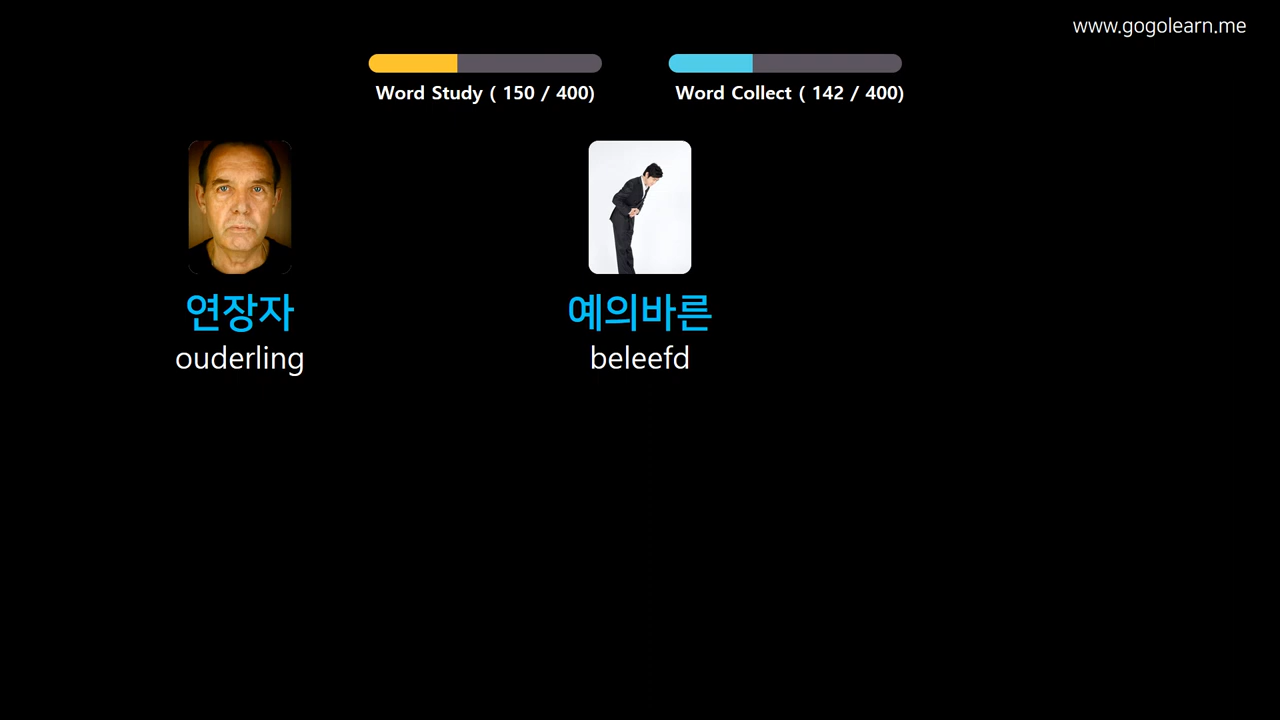 www.gogolearn.me
Word Study ( 150 / 400)
Word Collect ( 142 / 400)
연장자
ouderling
예의바른
beleefd